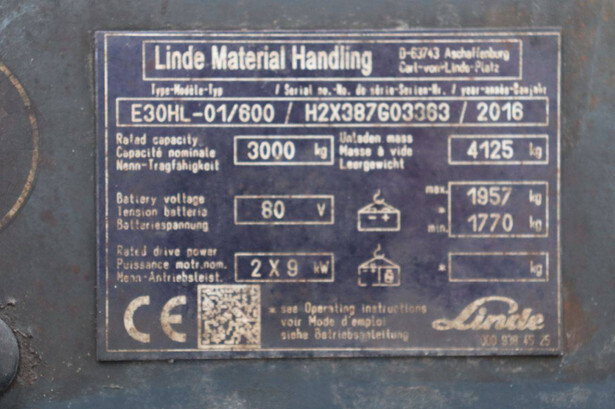 Linde Material Handling
D-63743 Aschaffenburg
Carl-von-Linde-Platz
Type-Modèle-Typ / Serial no.-No. de série-Serien-Nr. / year-année-Baujahr
E30HL-01/600 / H2X387G03363 / 2016
Rated capacity
Capacité nominale
Nenn-Tragfähigkeit
3000 kg
Unladen mass
Masse à vide
Leergewicht
4125 kg
Battery voltage
Tension batterie
Batteriespannung
80 V
max. 1957 kg
*
min. 1770 kg
Rated drive power
Puissance motr.nom.
Nenn-Antriebsleist.
2 X 9 kW
* kg
CE
* see Operating instructions
voir Mode d'emploi
siehe Betriebsanleitung
Linde